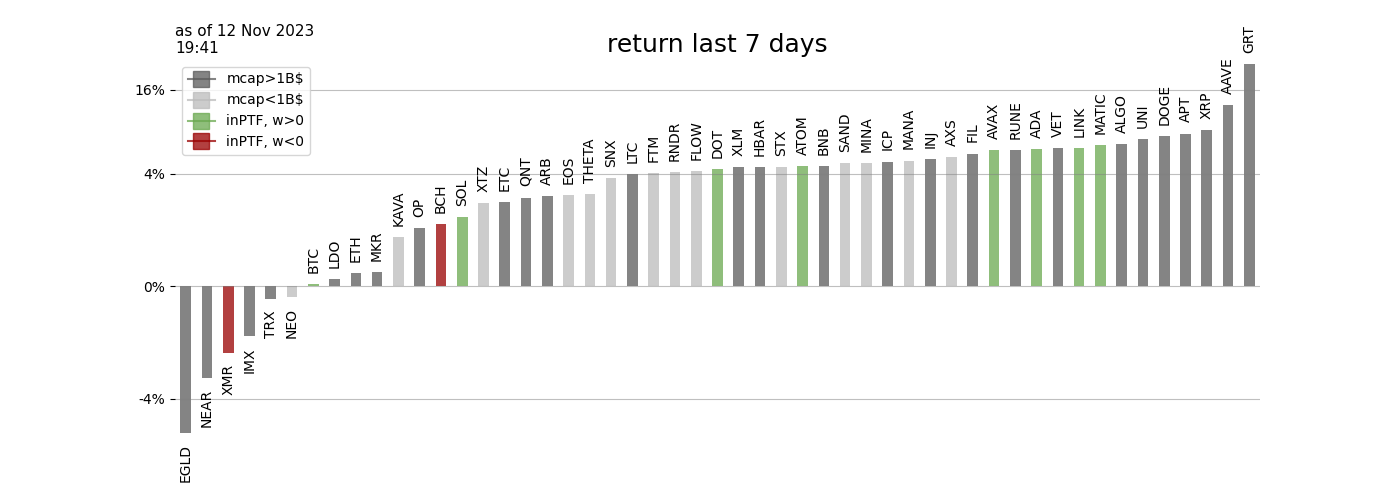 as of 12 Nov 2023
19:41
return last 7 days
mcap>1B$
mcap<1B$
inPTF, w>0
inPTF, w<0
16%
4%
0%
-4%
EGLD
NEAR
XMR
IMX
TRX
NEO
BTC
LDO
ETH
MKR
KAVA
OP
BCH
SOL
XTZ
ETC
QNT
ARB
EOS
THETA
SNX
LTC
FTM
RNDR
FLOW
DOT
XLM
HBAR
STX
ATOM
BNB
SAND
MINA
ICP
MANA
INJ
AXS
FIL
AVAX
RUNE
ADA
VET
LINK
MATIC
ALGO
UNI
DOGE
APT
XRP
AAVE
GRT